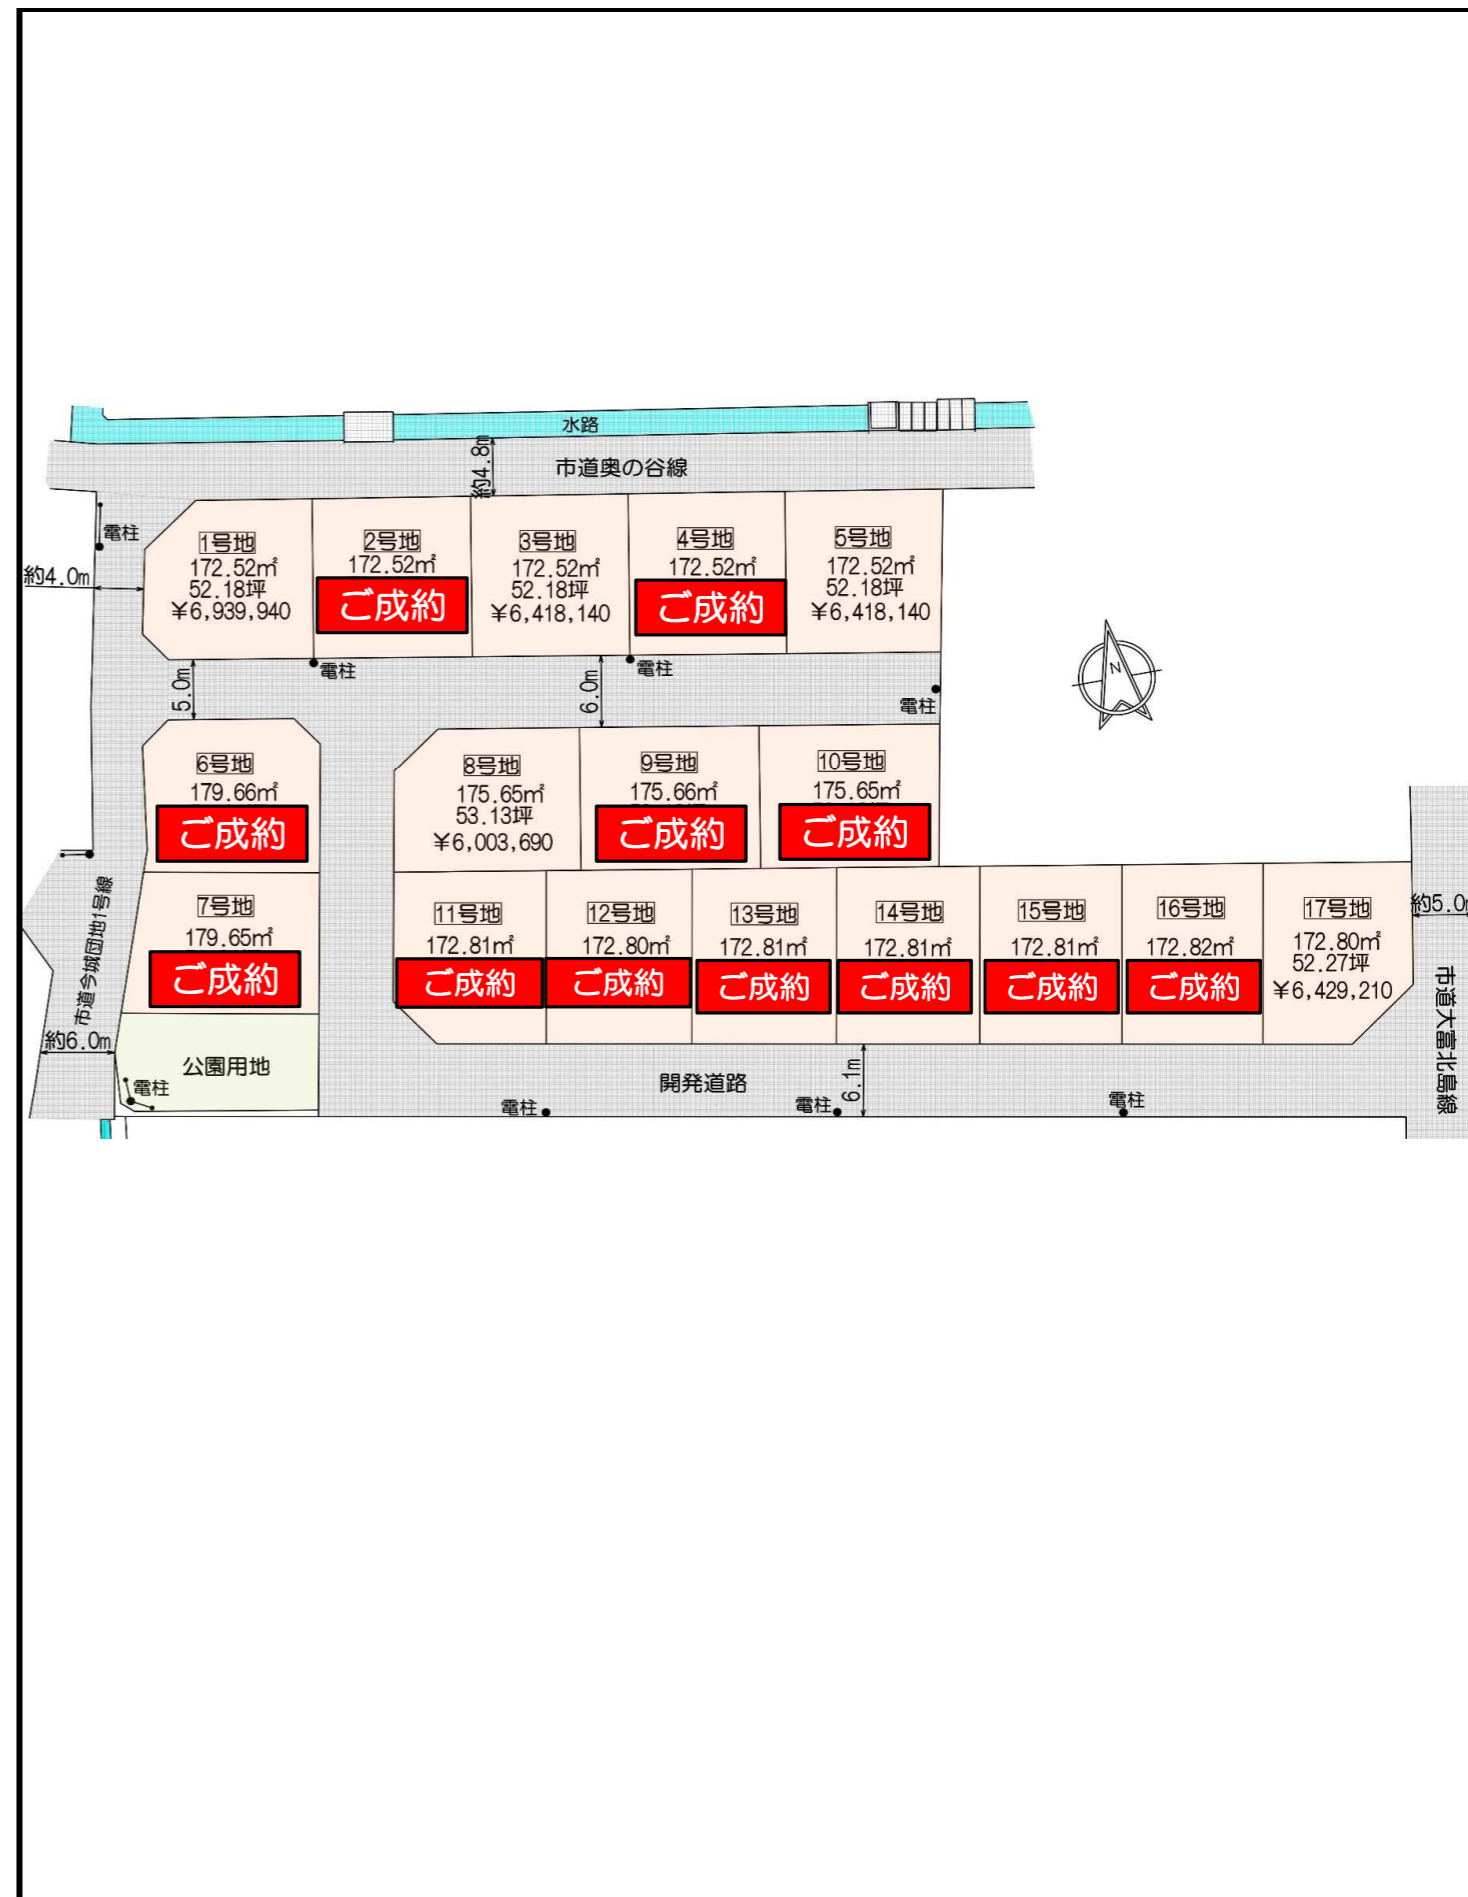 水路
市道奥の谷線
約4.8m
電柱
約4.0m
1号地
172.52㎡
52.18坪
¥6,939,940
2号地
172.52㎡
ご成約
3号地
172.52㎡
52.18坪
¥6,418,140
4号地
172.52㎡
ご成約
5号地
172.52㎡
52.18坪
¥6,418,140
電柱
電柱
電柱
5.0m
6.0m
N
6号地
179.66㎡
ご成約
7号地
179.65㎡
ご成約
8号地
175.65㎡
53.13坪
¥6,003,690
9号地
175.66㎡
ご成約
10号地
175.65㎡
ご成約
11号地
172.81㎡
ご成約
12号地
172.80㎡
ご成約
13号地
172.81㎡
ご成約
14号地
172.81㎡
ご成約
15号地
172.81㎡
ご成約
16号地
172.82㎡
ご成約
17号地
172.80㎡
52.27坪
¥6,429,210
約5.0m
市道大富北島線
市道今城団地1号線
約6.0m
公園用地
電柱
開発道路
6.1m
電柱
電柱
電柱